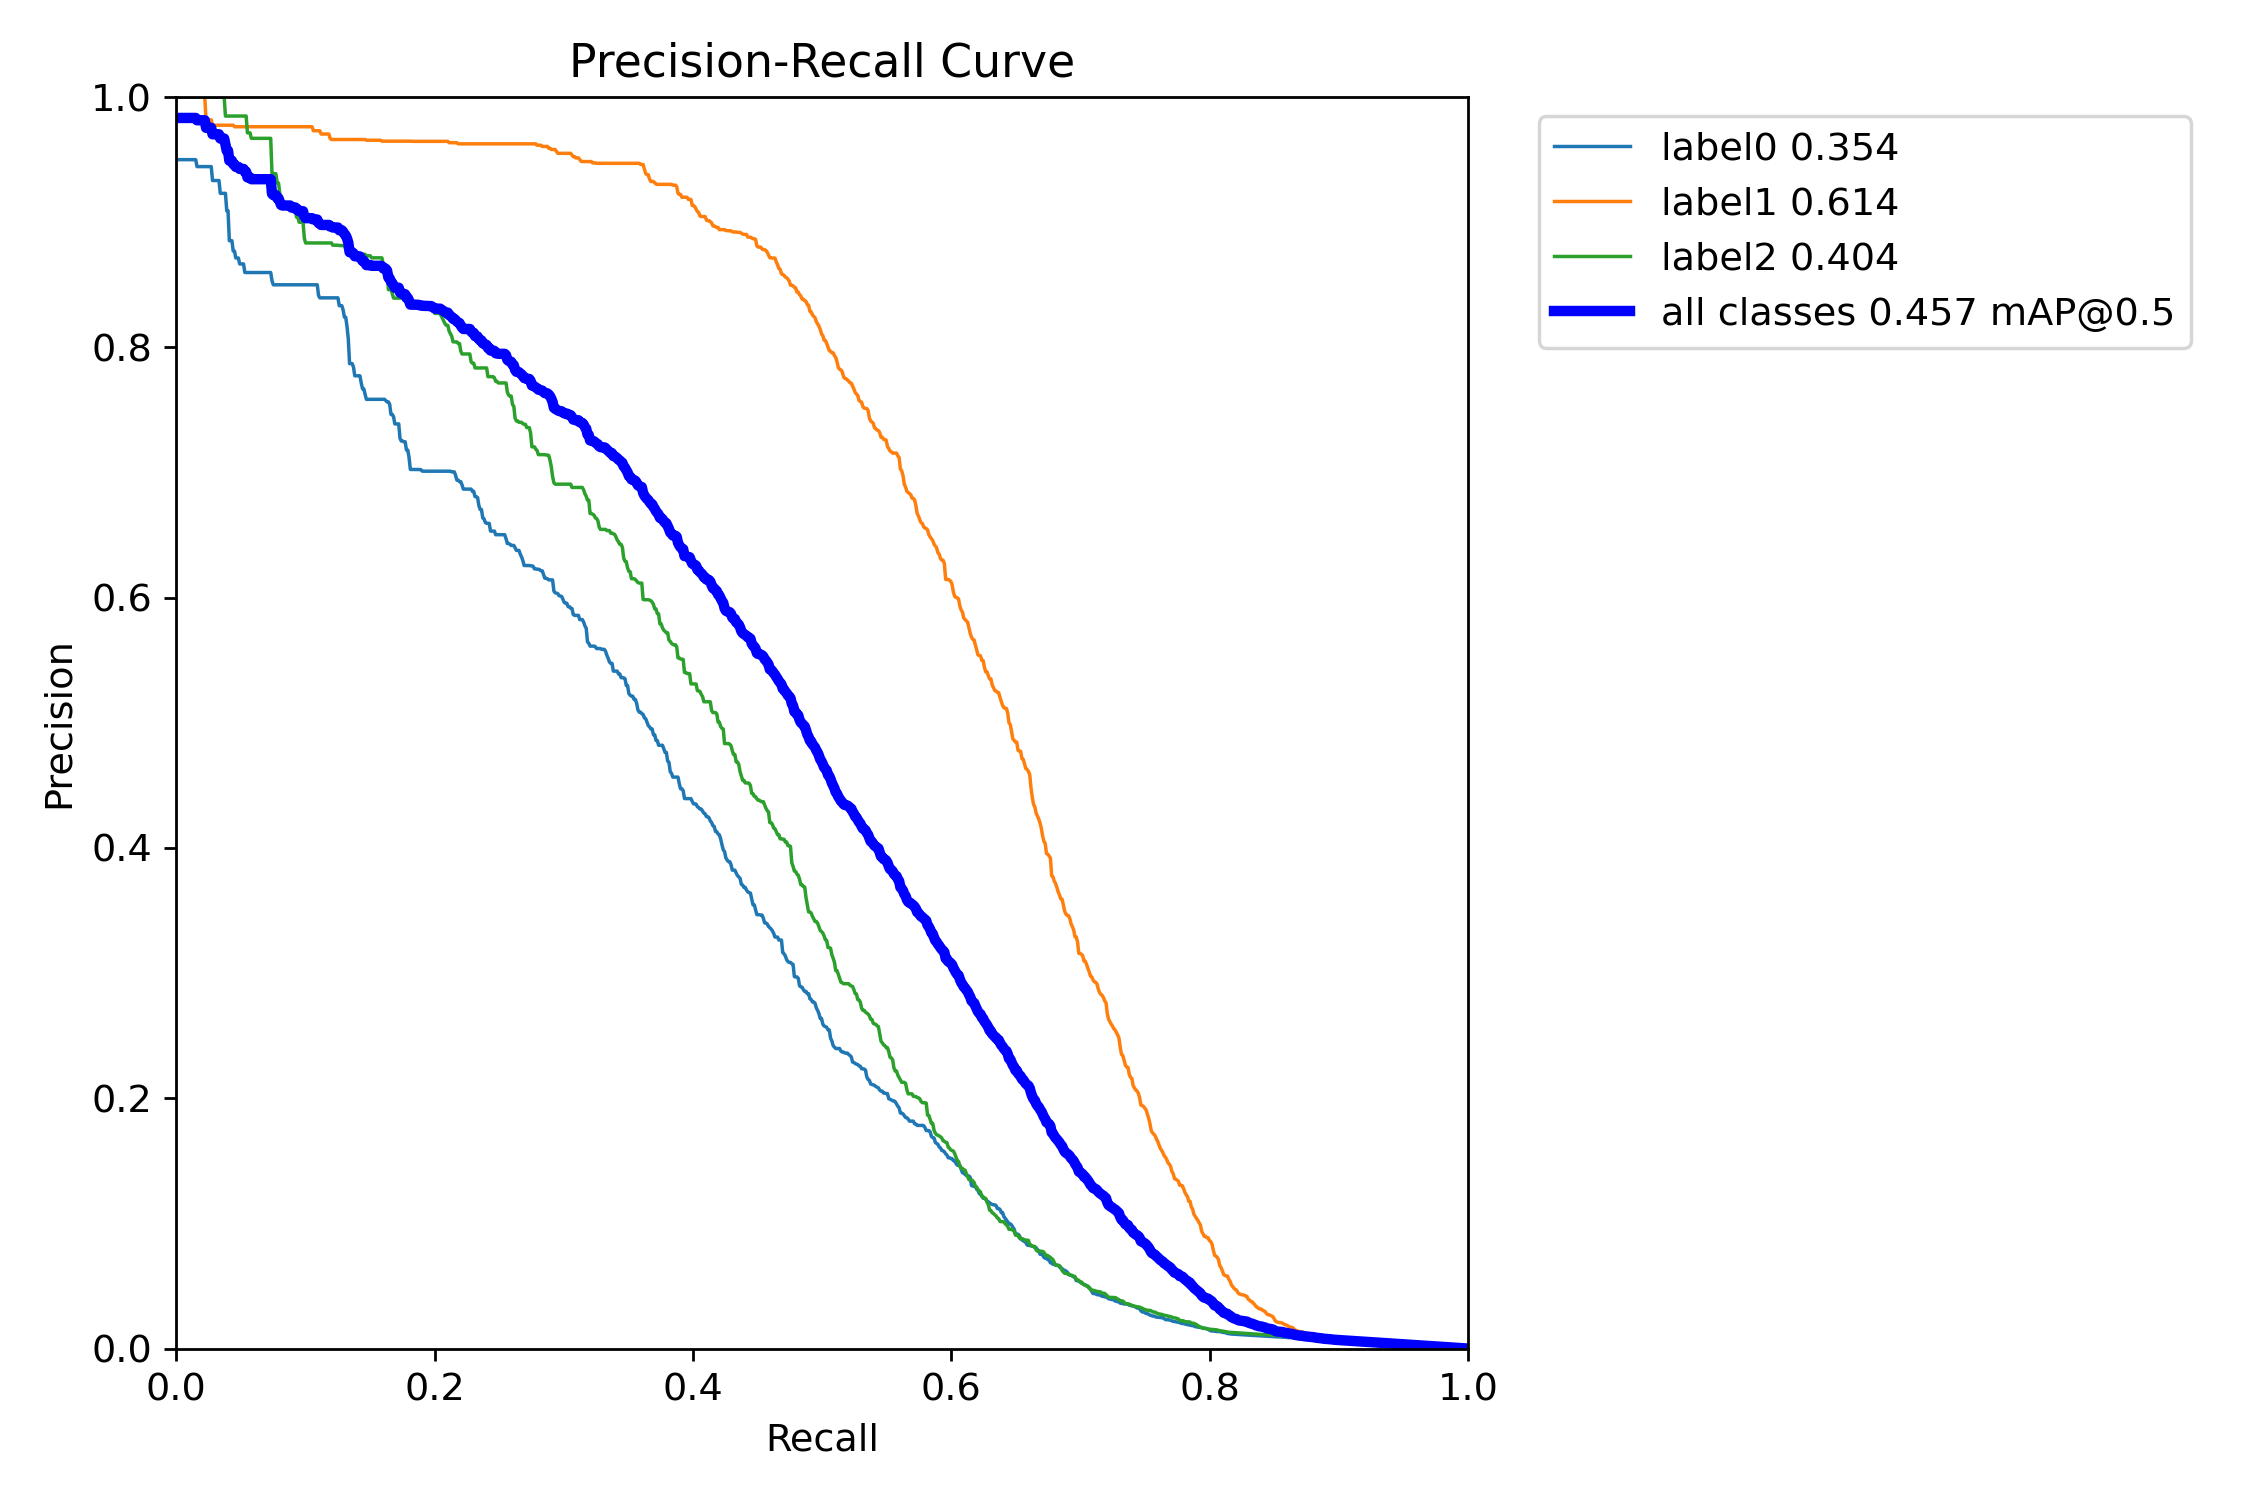 Precision-Recall Curve
1.0
0.8
0.6
0.4
0.2
0.0
Precision
0.0 0.2 0.4 0.6 0.8 1.0
Recall
label0 0.354
label1 0.614
label2 0.404
all classes 0.457 mAP@0.5